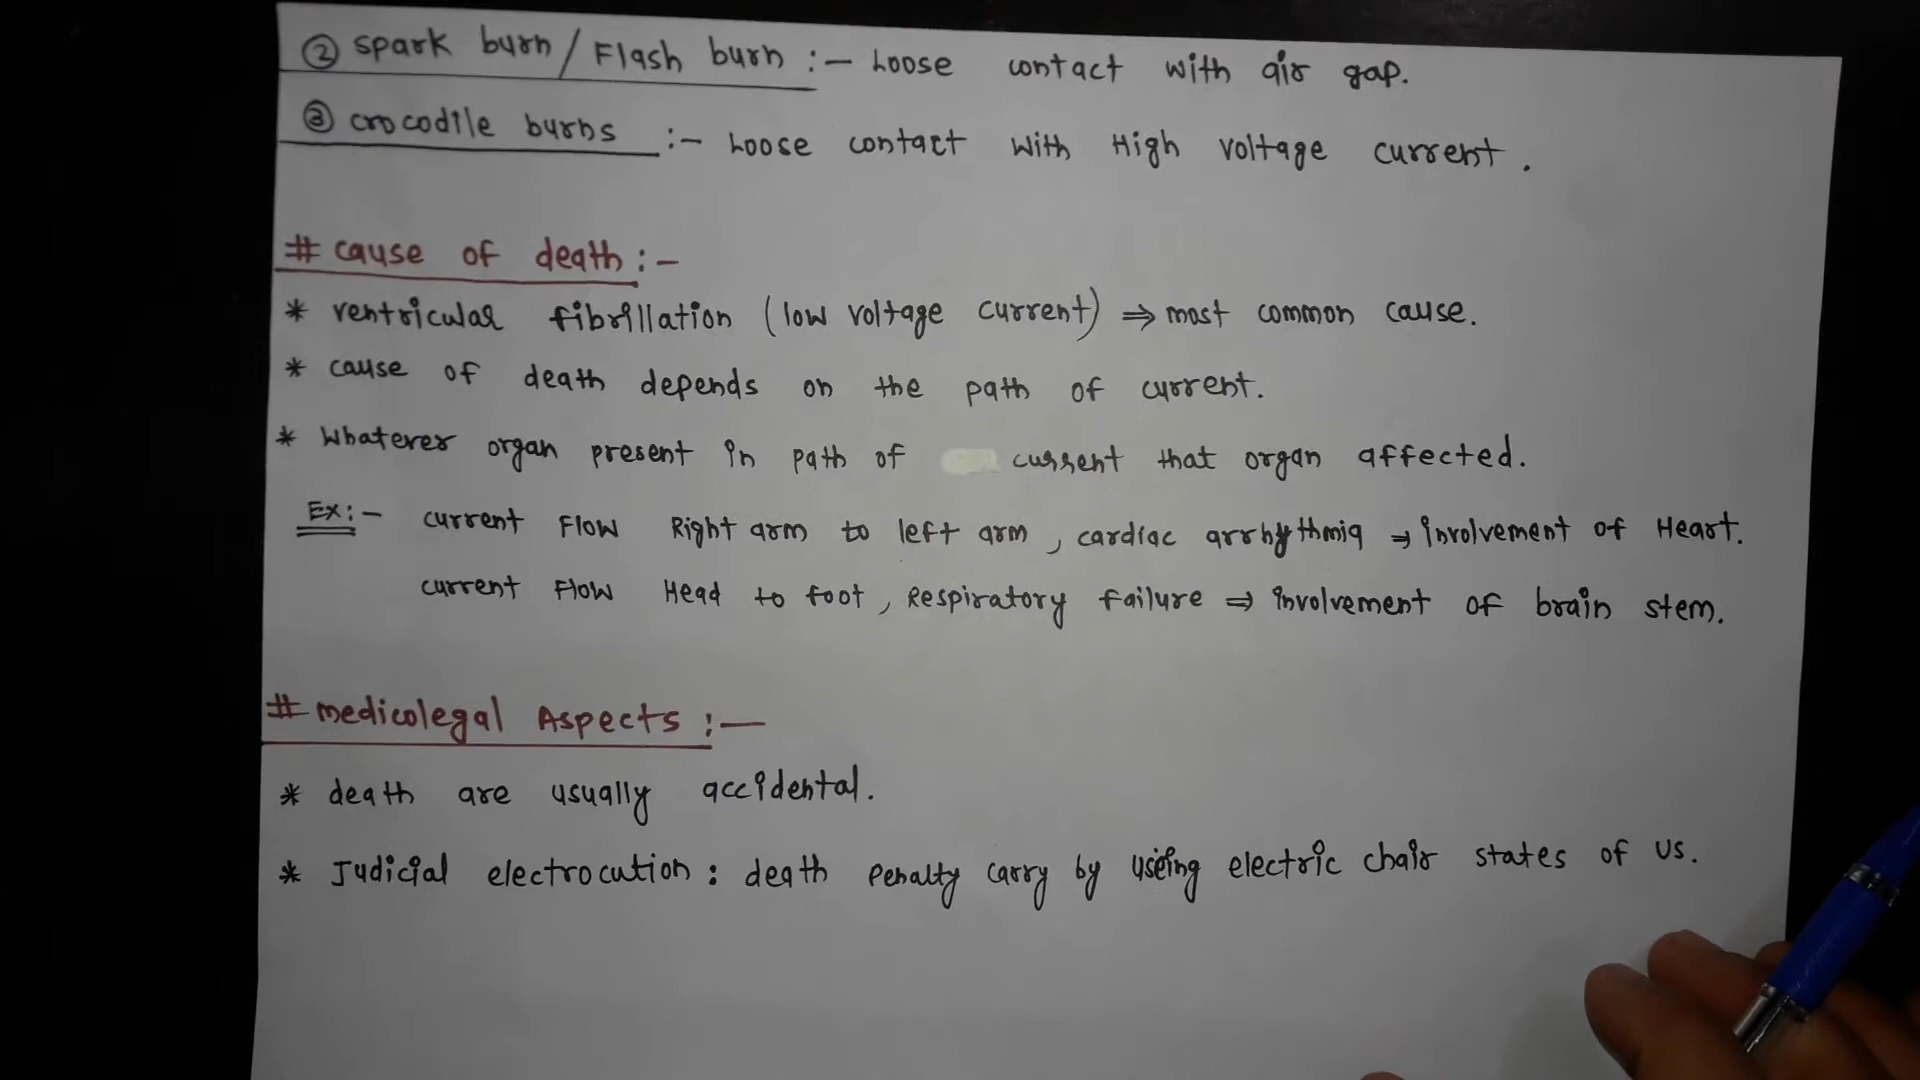 ② spark burn/Flash burn :- Loose contact with air gap.
③ crocodile burns :- Loose contact with High voltage current.
# cause of death :-
* ventricular fibrillation (low voltage current) ⇒ most common cause.
* cause of death depends on the path of current.
* Whatever organ present in path of current that organ affected.
Ex:- current Flow Right arm to left arm, cardiac arrhythmia ⇒ involvement of Heart.
current Flow Head to foot, Respiratory failure ⇒ involvement of brain stem.
# medicolegal Aspects :-
* death are usually accidental.
* Judicial electrocution: death Penalty carry by useing electric chair states of US.